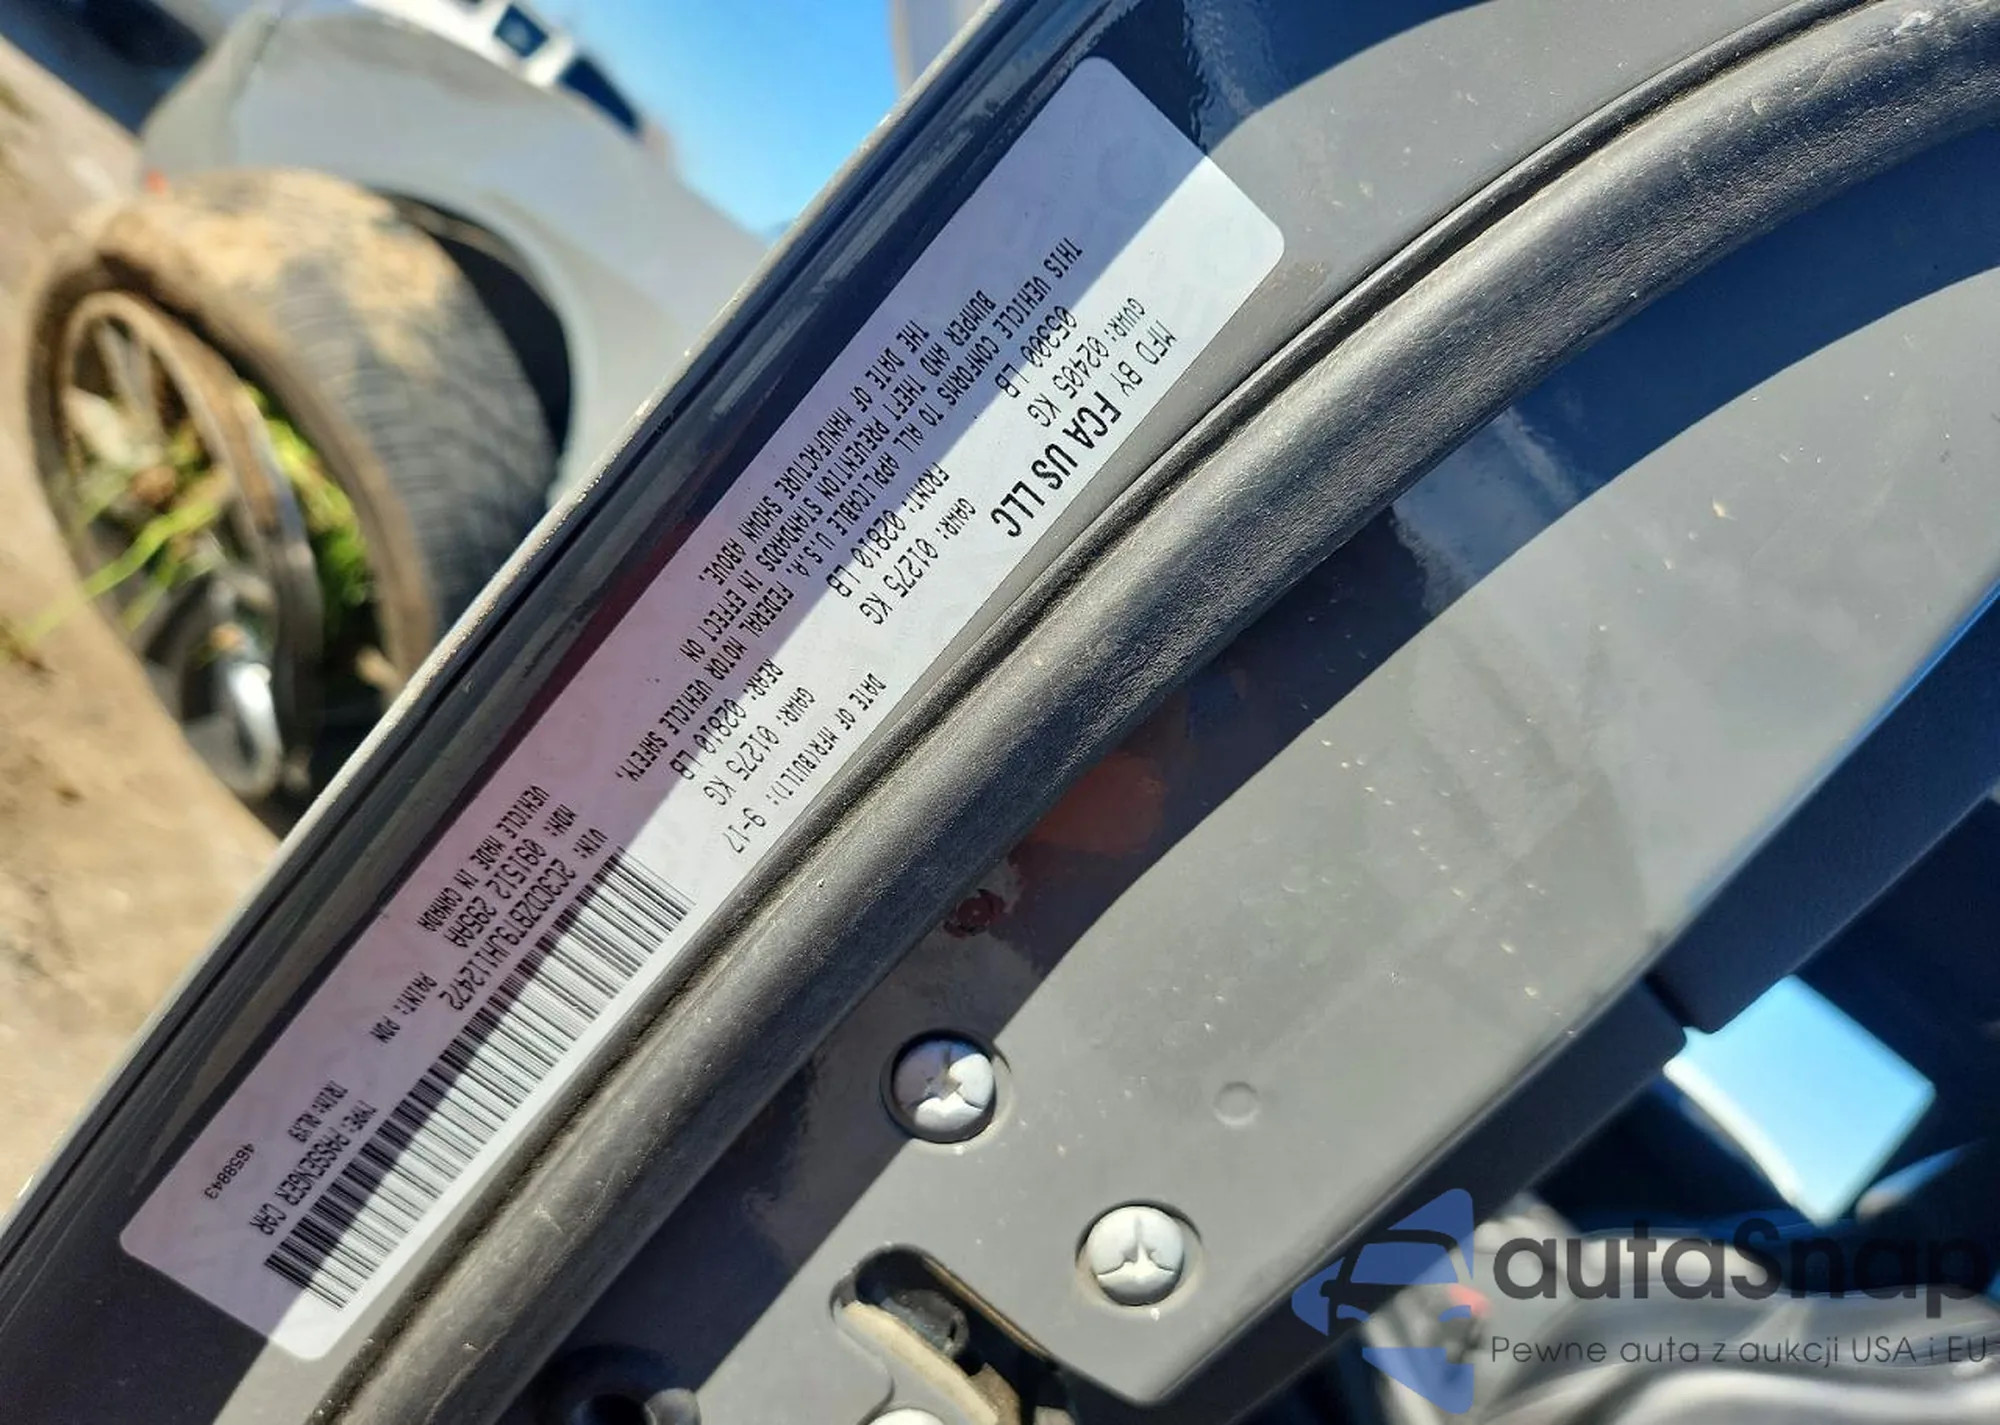 MFD BY FCA US LLC
DATE OF MFR(BUILT): 9-17
GVWR: 02405 KG
05300 LB
GAWR: 01275 KG
FRONT: 02810 LB
GAWR: 01275 KG
REAR: 02810 LB
THIS VEHICLE CONFORMS TO ALL APPLICABLE U.S.A. FEDERAL MOTOR VEHICLE SAFETY,
BUMPER AND THEFT PREVENTION STANDARDS IN EFFECT ON
THE DATE OF MANUFACTURE SHOWN ABOVE.
VIN: 2C3CDZBT9JH112472
TYPE: PASSENGER CAR
MDH: 091512 295AA
PAINT: PDN
VEHICLE MADE IN CANADA
4658843
autaSnap
Pewne auta z aukcji USA i EU